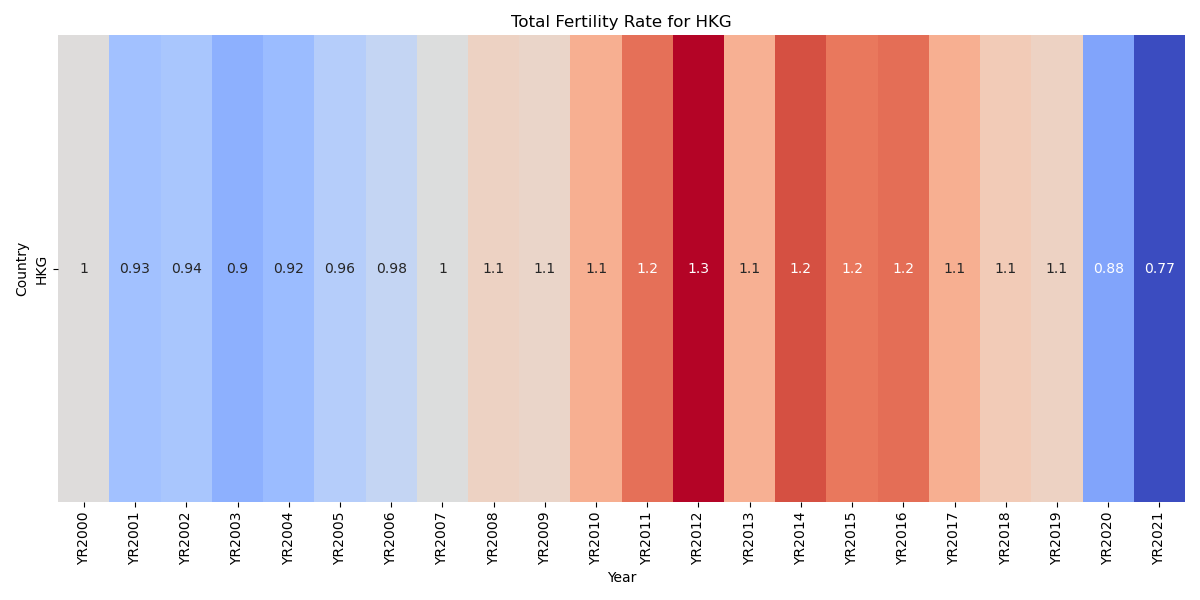 Total Fertility Rate for HKG
Country
HKG
1 0.93 0.94 0.9 0.92 0.96 0.98 1 1.1 1.1 1.1 1.2 1.3 1.1 1.2 1.2 1.2 1.1 1.1 1.1 0.88 0.77
YR2000 YR2001 YR2002 YR2003 YR2004 YR2005 YR2006 YR2007 YR2008 YR2009 YR2010 YR2011 YR2012 YR2013 YR2014 YR2015 YR2016 YR2017 YR2018 YR2019 YR2020 YR2021
Year